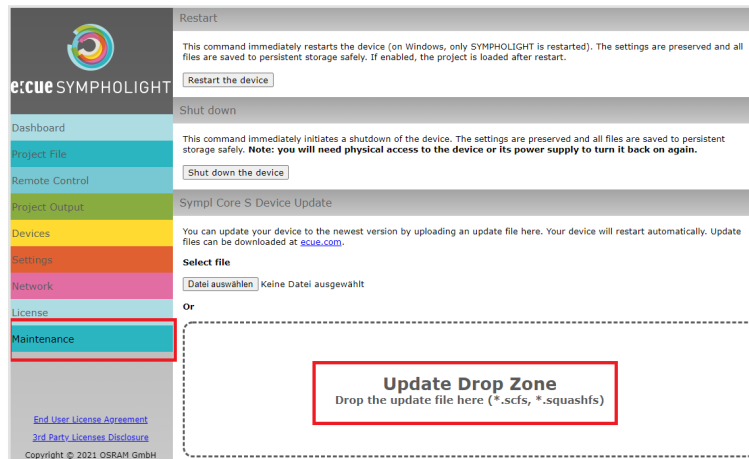 e:cue SYMPHOLIGHT
Dashboard
Project File
Remote Control
Project Output
Devices
Settings
Network
License
Maintenance
End User License Agreement
3rd Party Licenses Disclosure
Copyright © 2021 OSRAM GmbH
Restart
This command immediately restarts the device (on Windows, only SYMPHOLIGHT is restarted). The settings are preserved and all
files are saved to persistent storage safely. If enabled, the project is loaded after restart.
Restart the device
Shut down
This command immediately initiates a shutdown of the device. The settings are preserved and all files are saved to persistent
storage safely. Note: you will need physical access to the device or its power supply to turn it back on again.
Shut down the device
Sympl Core S Device Update
You can update your device to the newest version by uploading an update file here. Your device will restart automatically. Update
files can be downloaded at ecue.com.
Select file
Datei auswählen Keine Datei ausgewählt
Or
Update Drop Zone
Drop the update file here (*.scfs, *.squashfs)